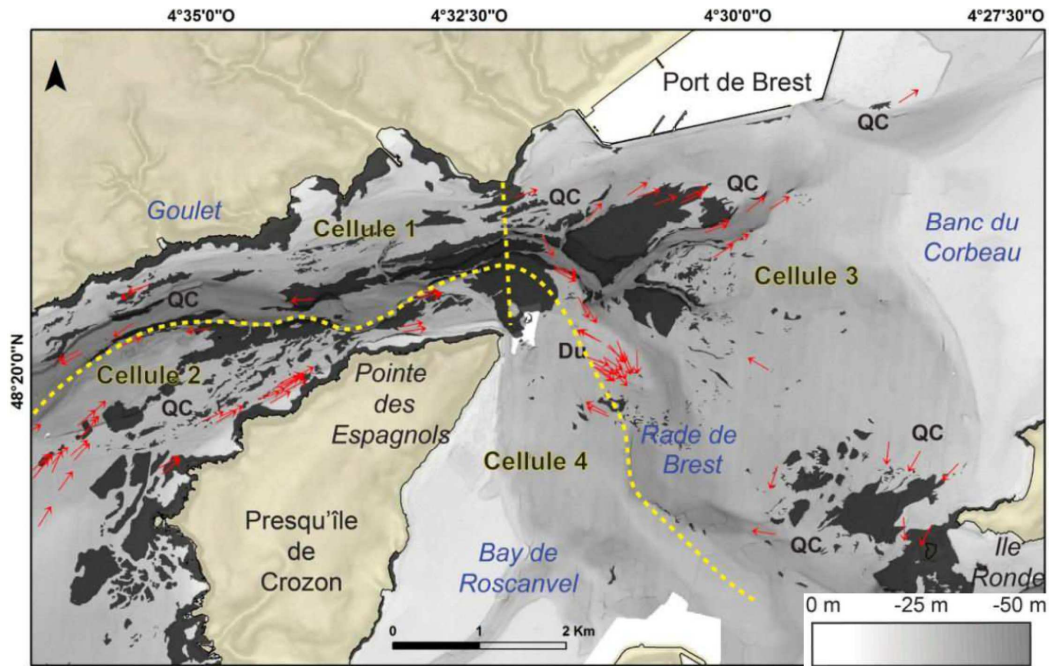 4°35'0"O
4°32'30"O
4°30'0"O
4°27'30"O
Port de Brest
QC
QC
QC
Goulet
Cellule 1
Banc du
Corbeau
Cellule 3
QC
48°20'0"N
Cellule 2
QC
Pointe
des
Espagnols
Du
Cellule 4
Rade de
Brest
QC
Presqu'île
de
Crozon
Bay de
Roscanvel
QC
Ile
Ronde
0 m
-25 m
-50 m
0
1
2 Km